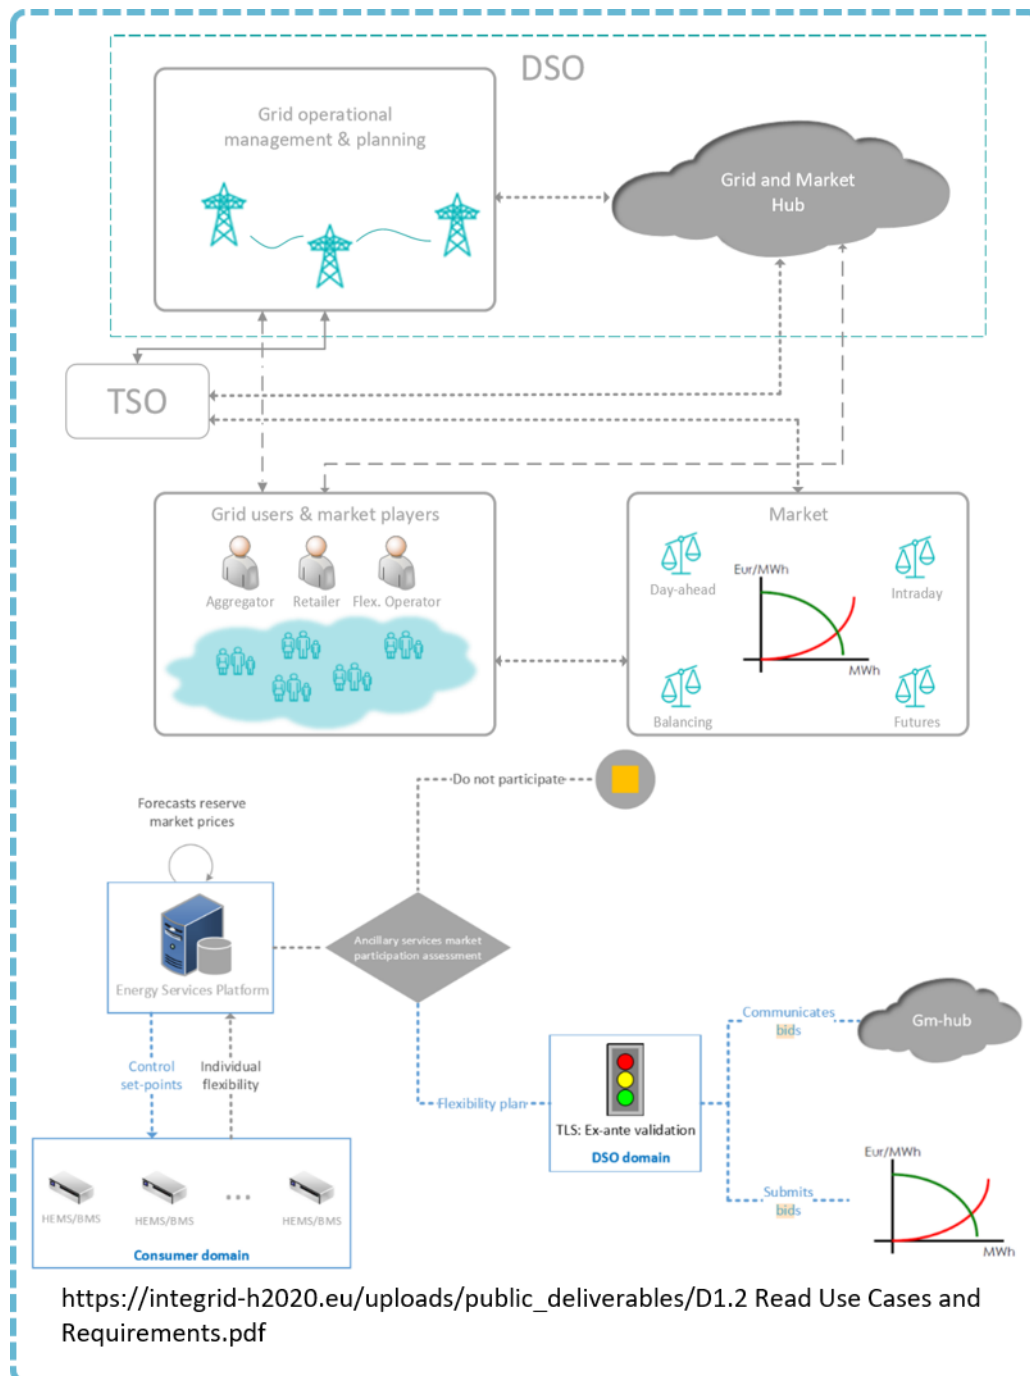 DSO
Grid operational
management & planning
Grid and Market
Hub
TSO
Grid users & market players
Aggregator
Retailer
Flex. Operator
Market
Day-ahead
Eur/MWh
Intraday
MWh
Balancing
Futures
Do not participate
Forecasts reserve
market prices
Ancillary services market
participation assessment
Energy Services Platform
Communicates
bids
Gm-hub
Control
set-points
Individual
flexibility
Flexibility plan
TLS: Ex-ante validation
DSO domain
Submits
bids
Eur/MWh
MWh
HEMS/BMS
HEMS/BMS
...
HEMS/BMS
Consumer domain
https://integrid-h2020.eu/uploads/public_deliverables/D1.2 Read Use Cases and
Requirements.pdf